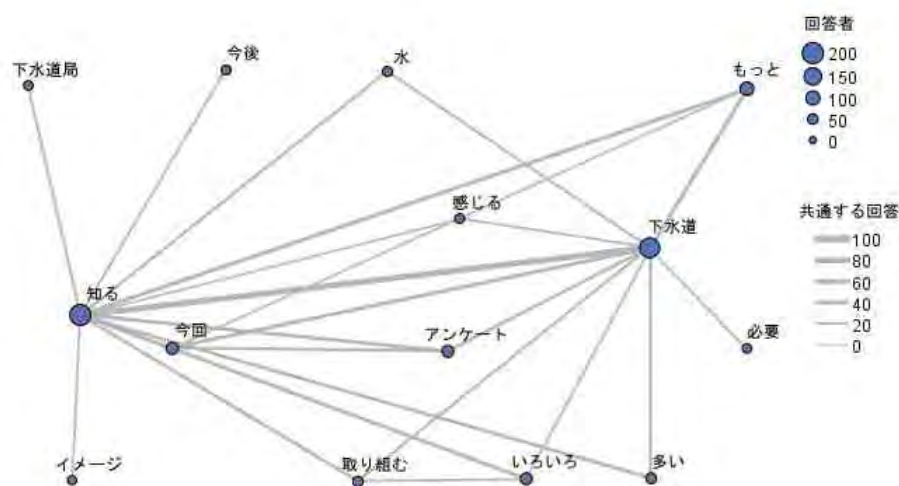 回答者
200
150
100
50
0
下水道局
今後
水
もっと
感じる
下水道
共通する回答
100
80
60
40
20
0
知る
今回
アンケート
必要
イメージ
取り組む
いろいろ
多い